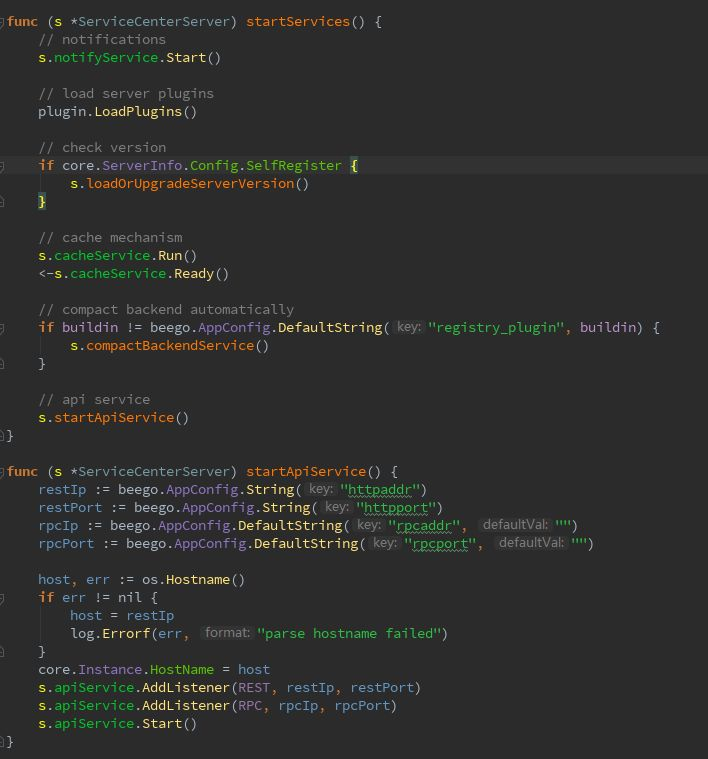 func (s *ServiceCenterServer) startServices() {
// notifications
s.notifyService.Start()
// load server plugins
plugin.LoadPlugins()
// check version
if core.ServerInfo.Config.SelfRegister {
s.loadOrUpgradeServerVersion()
}
// cache mechanism
s.cacheService.Run()
<-s.cacheService.Ready()
// compact backend automatically
if buildin != beego.AppConfig.DefaultString( key: "registry_plugin", buildin) {
s.compactBackendService()
}
// api service
s.startApiService()
}
func (s *ServiceCenterServer) startApiService() {
restIp := beego.AppConfig.String( key: "httpaddr")
restPort := beego.AppConfig.String( key: "httpport")
rpcIp := beego.AppConfig.DefaultString( key: "rpcaddr", defaultVal: "")
rpcPort := beego.AppConfig.DefaultString( key: "rpcport", defaultVal: "")
host, err := os.Hostname()
if err != nil {
host = restIp
log.Errorf(err, format: "parse hostname failed")
}
core.Instance.HostName = host
s.apiService.AddListener(REST, restIp, restPort)
s.apiService.AddListener(RPC, rpcIp, rpcPort)
s.apiService.Start()
}